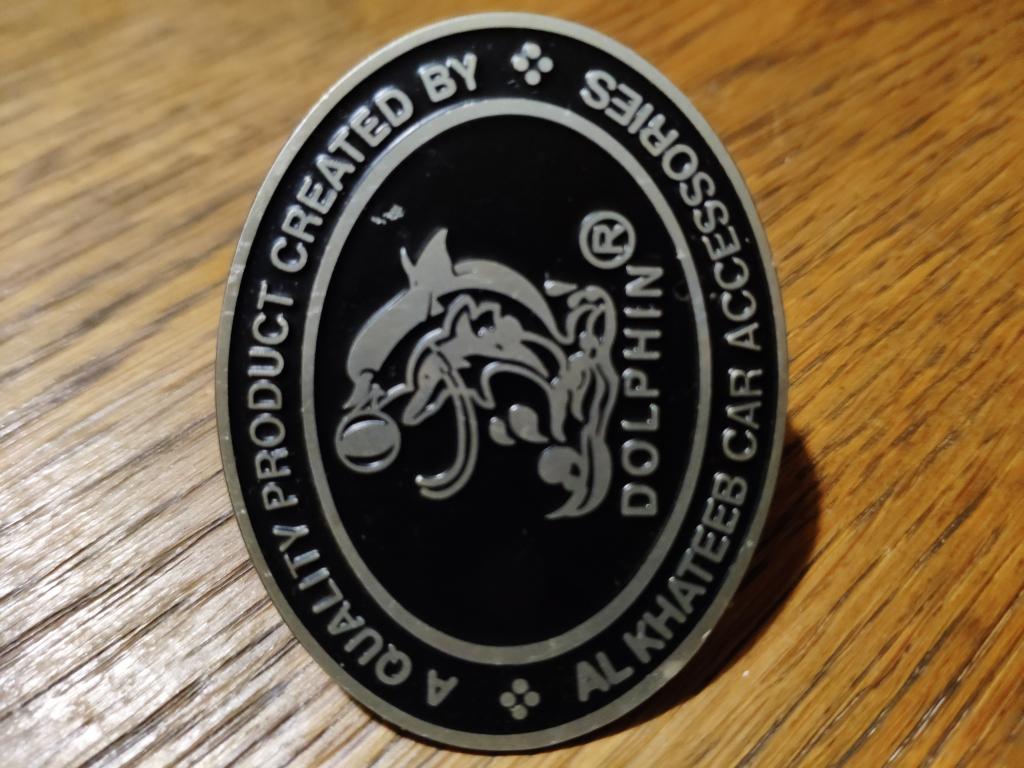 A QUALITY PRODUCT CREATED BY
DOLPHIN®
AL KHATEEB CAR ACCESSORIES